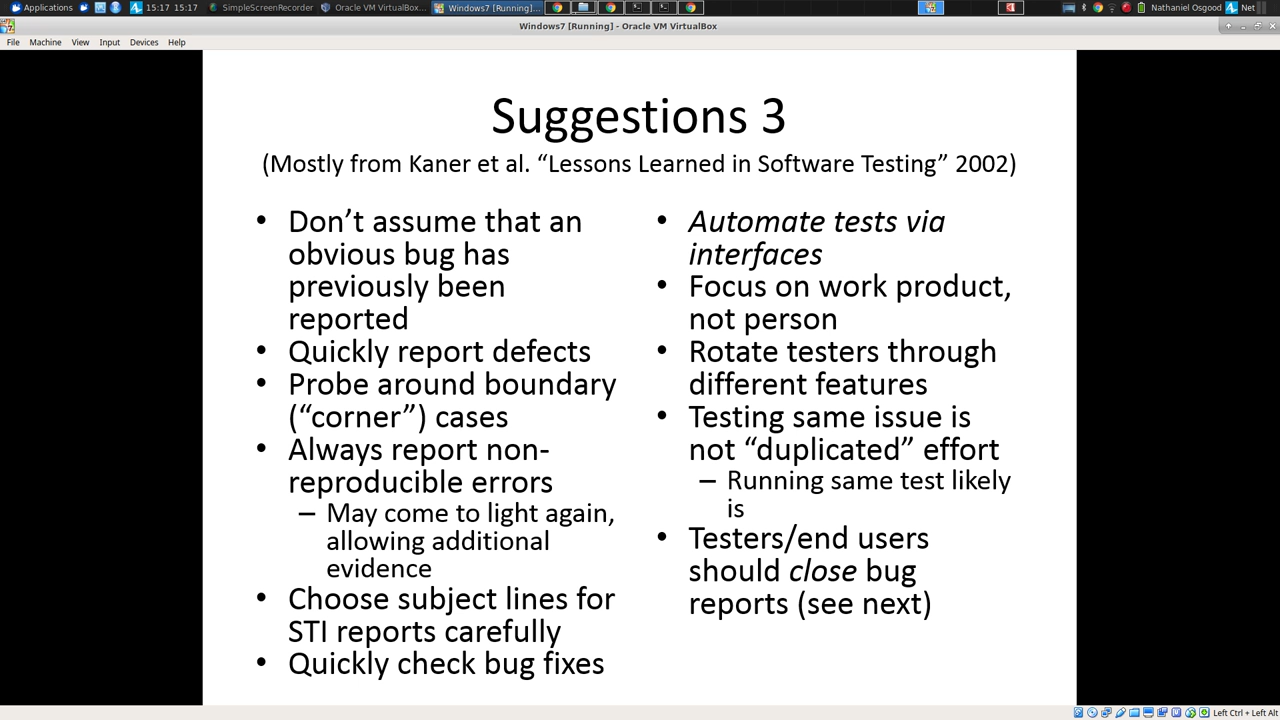 Applications 15:17 15:17 SimpleScreenRecorder Oracle VM VirtualBox... Windows7 [Running]... Nathaniel Osgood Net
Windows7 [Running] - Oracle VM VirtualBox
File Machine View Input Devices Help
Suggestions 3
(Mostly from Kaner et al. “Lessons Learned in Software Testing” 2002)
• Don’t assume that an
obvious bug has
previously been
reported
• Quickly report defects
• Probe around boundary
(“corner”) cases
• Always report non-
reproducible errors
– May come to light again,
allowing additional
evidence
• Choose subject lines for
STI reports carefully
• Quickly check bug fixes
• Automate tests via
interfaces
• Focus on work product,
not person
• Rotate testers through
different features
• Testing same issue is
not “duplicated” effort
– Running same test likely
is
• Testers/end users
should close bug
reports (see next)
Left Ctrl + Left Alt